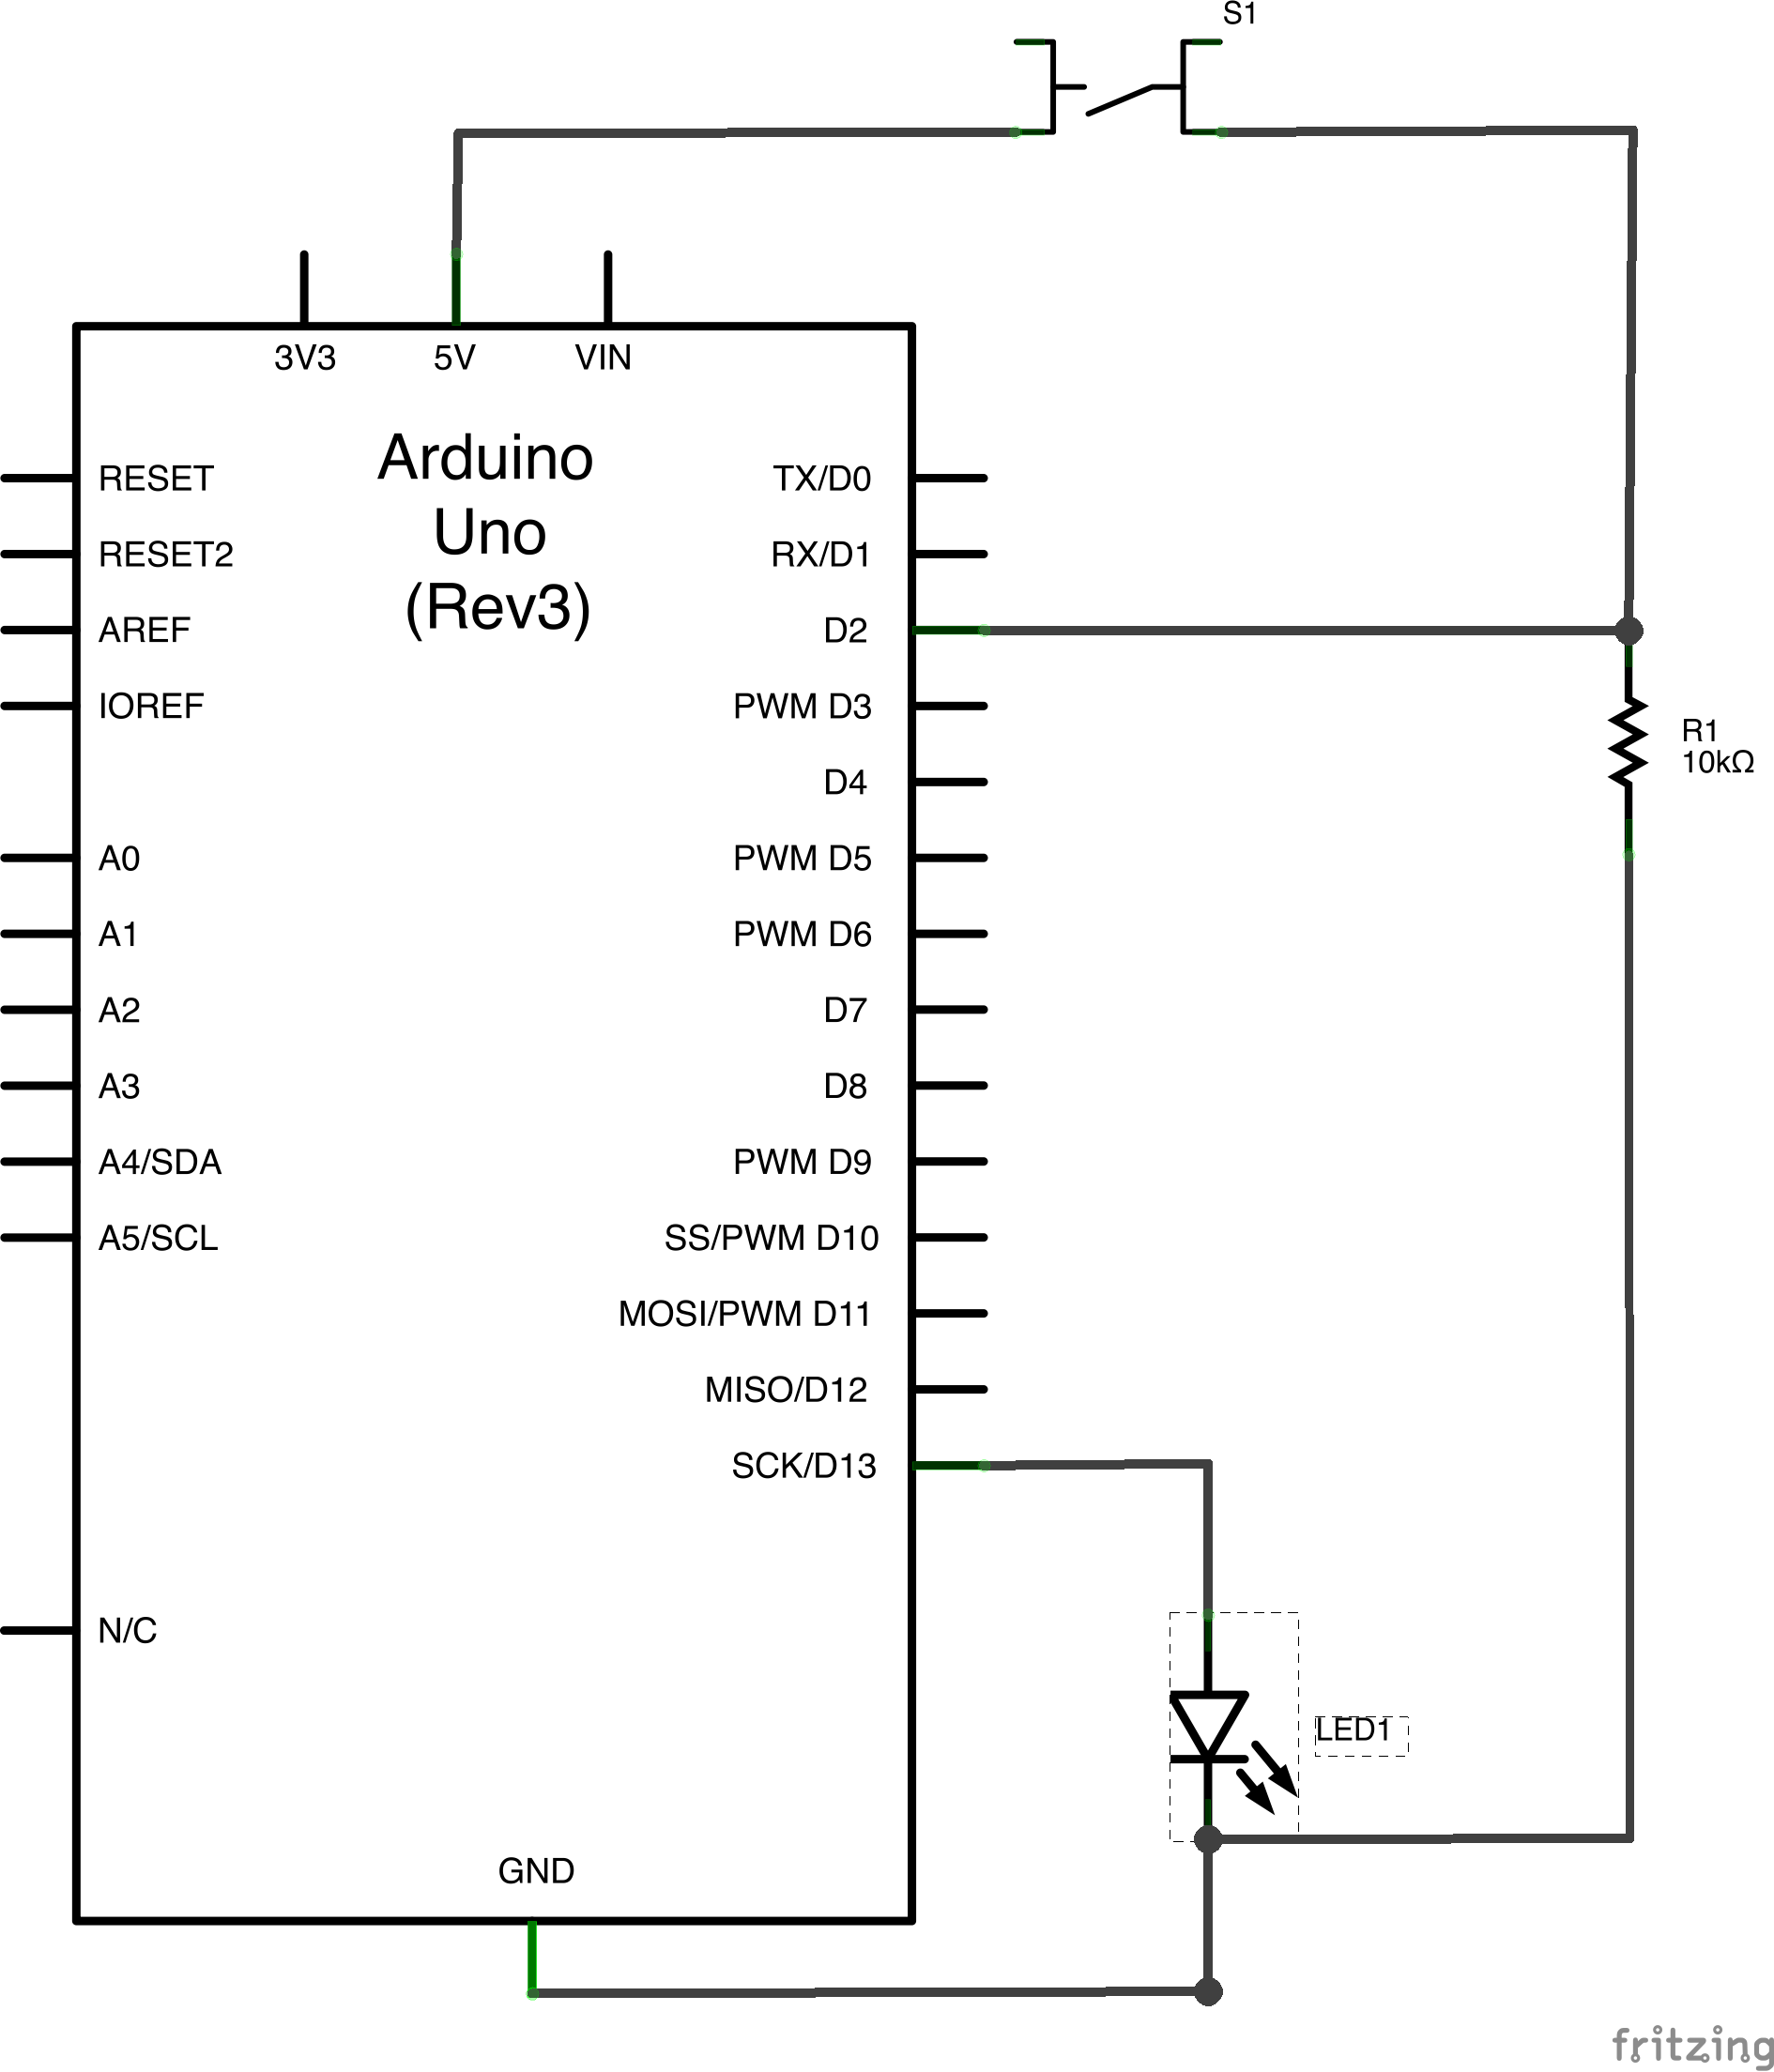 S1
3V3
5V
VIN
Arduino
Uno
(Rev3)
RESET
RESET2
AREF
IOREF
A0
A1
A2
A3
A4/SDA
A5/SCL
N/C
TX/D0
RX/D1
D2
PWM D3
D4
PWM D5
PWM D6
D7
D8
PWM D9
SS/PWM D10
MOSI/PWM D11
MISO/D12
SCK/D13
GND
R1
10kΩ
LED1
fritzing